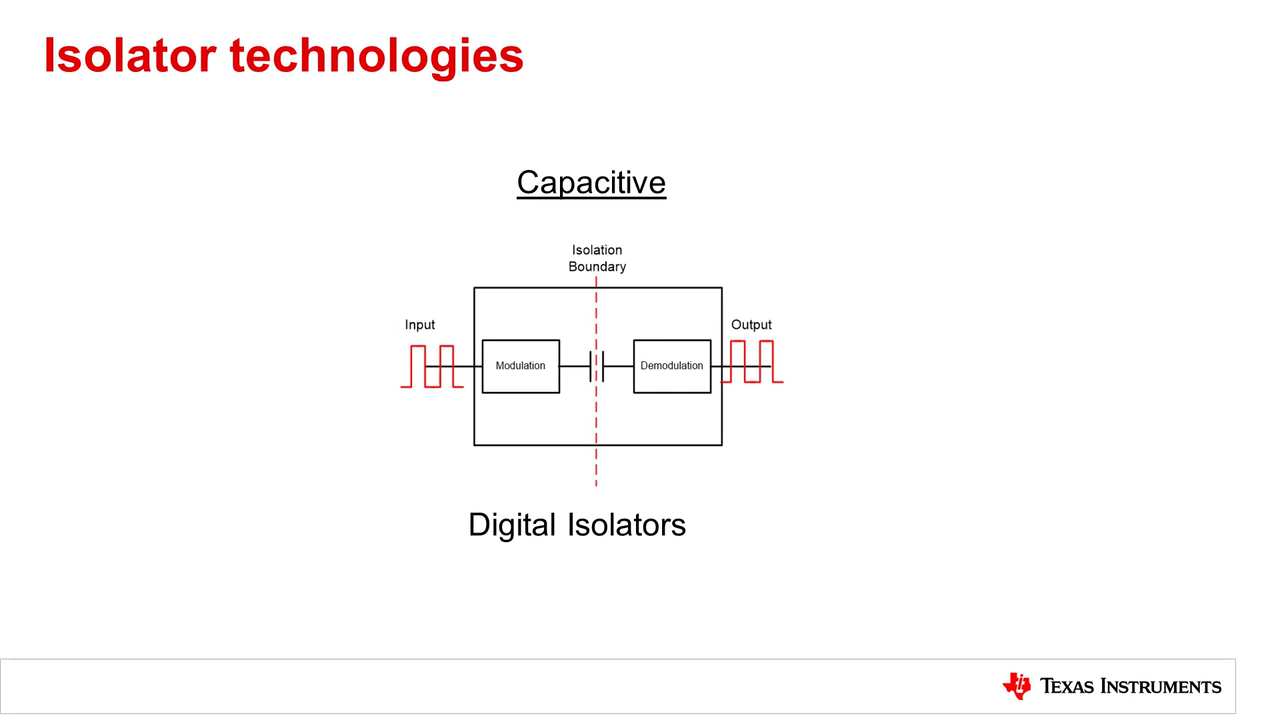 Isolator technologies
Capacitive
Isolation
Boundary
Input
Output
Modulation
Demodulation
Digital Isolators
TEXAS INSTRUMENTS